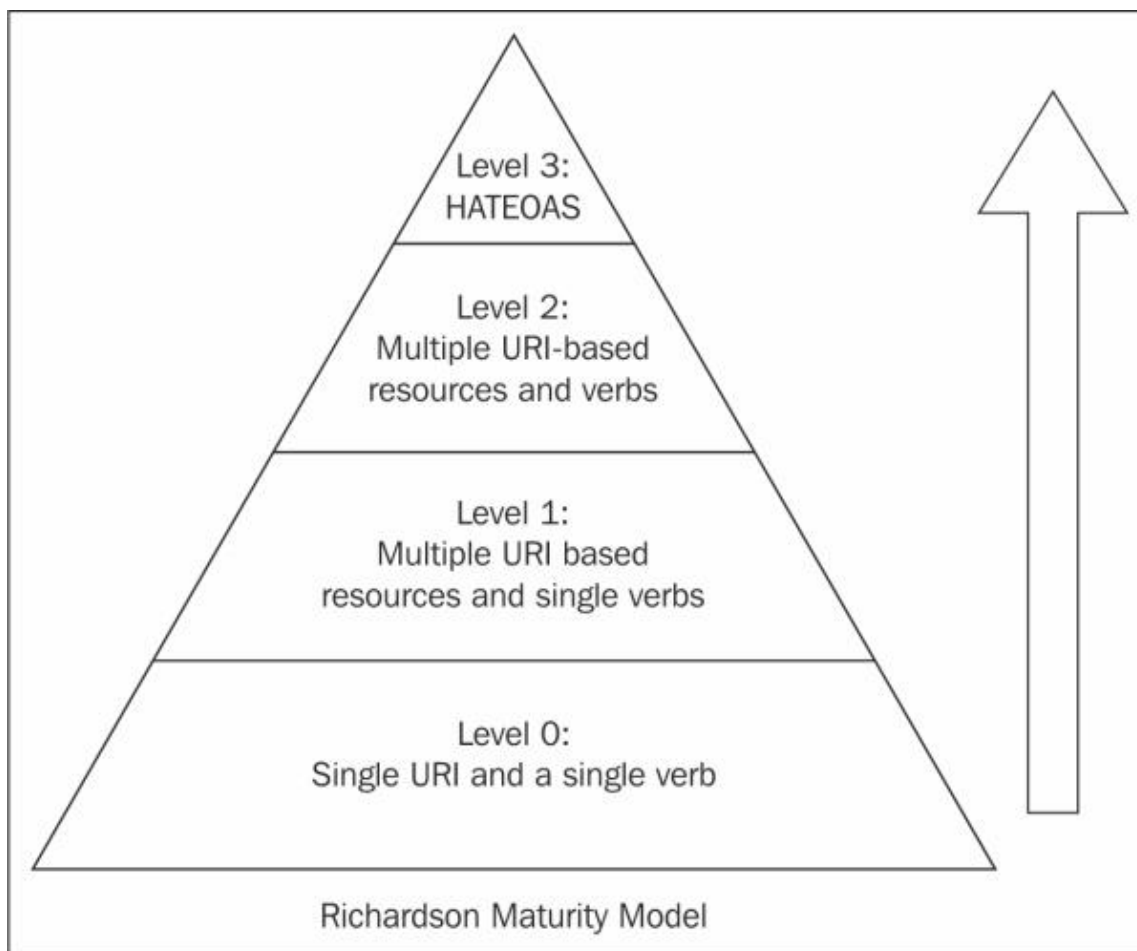 Level 3:
HATEOAS
Level 2:
Multiple URI-based
resources and verbs
Level 1:
Multiple URI based
resources and single verbs
Level 0:
Single URI and a single verb
Richardson Maturity Model